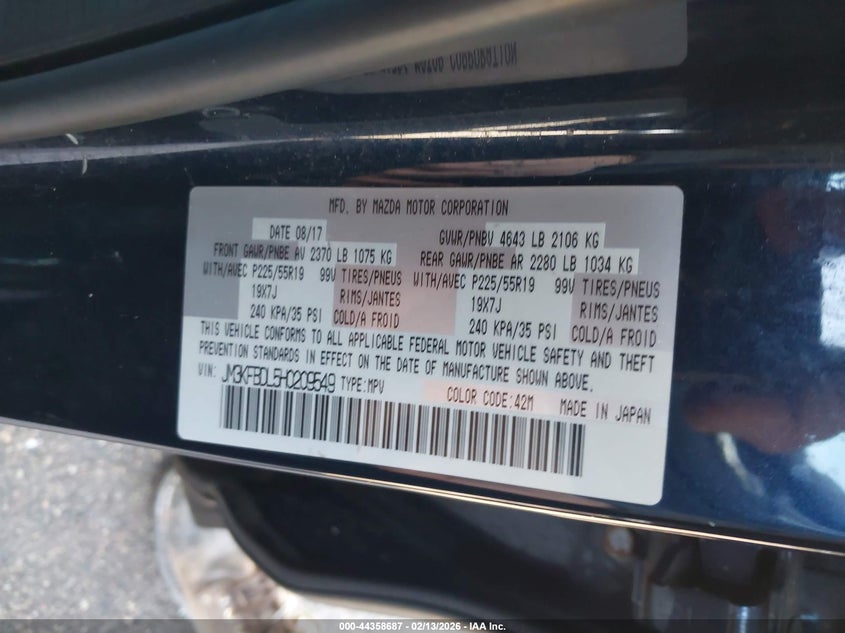 MAZDA CORPORATION
MFD. BY MAZDA MOTOR CORPORATION
DATE 08/17 GVWR/PNBV 4643 LB 2106 KG
FRONT GAWR/PNBE AV 2370 LB 1075 KG REAR GAWR/PNBE AR 2280 LB 1034 KG
WITH/AVEC P225/55R19 99V TIRES/PNEUS WITH/AVEC P225/55R19 99V TIRES/PNEUS
19X7J RIMS/JANTES 19X7J RIMS/JANTES
240 KPA/35 PSI COLD/A FROID 240 KPA/35 PSI COLD/A FROID
THIS VEHICLE CONFORMS TO ALL APPLICABLE FEDERAL MOTOR VEHICLE SAFETY AND THEFT
PREVENTION STANDARDS IN EFFECT ON THE DATE OF MANUFACTURE SHOWN ABOVE.
VIN: JM3KFBDL5H0209549 TYPE:MPV COLOR CODE:42M MADE IN JAPAN
000-44358687 - 02/13/2026 - IAA Inc.